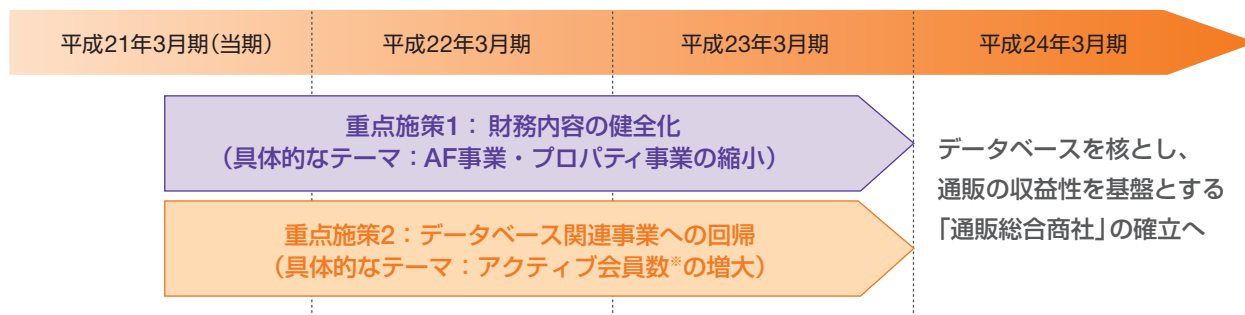 平成21年3月期(当期) 平成22年3月期 平成23年3月期 平成24年3月期
重点施策1：財務内容の健全化
(具体的なテーマ：AF事業・プロパティ事業の縮小)
重点施策2：データベース関連事業への回帰
(具体的なテーマ：アクティブ会員数※の増大)
データベースを核とし、
通販の収益性を基盤とする
「通販総合商社」の確立へ